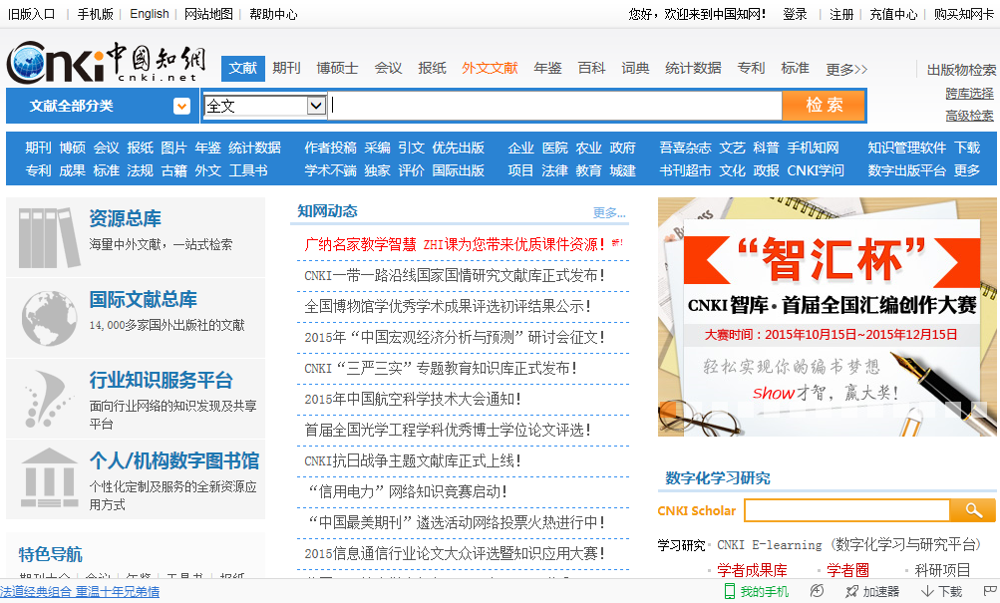 旧版入口 | 手机版 | English | 网站地图 | 帮助中心
您好，欢迎来到中国知网！ 登录 | 注册 | 充值中心 | 购买知网卡
Cnki 中国知網
cnki.net
文献 期刊 博硕士 会议 报纸 外文文献 年鉴 百科 词典 统计数据 专利 标准 更多>>
出版物检索
跨库选择
高级检索
文献全部分类 全文 检索
期刊 博硕 会议 报纸 图片 年鉴 统计数据 作者投稿 采编 引文 优先出版 企业 医院 农业 政府 吾喜杂志 文艺 科普 手机知网 知识管理软件 下载
专利 成果 标准 法规 古籍 外文 工具书 学术不端 独家 评价 国际出版 项目 法律 教育 城建 书刊超市 文化 政报 CNKI学问 数字出版平台 更多
资源总库
海量中外文献，一站式检索
国际文献总库
14,000多家国外出版社的文献
行业知识服务平台
面向行业网络的知识发现及共享
平台
个人/机构数字图书馆
个性化定制及服务的全新资源应
用方式
特色导航
期刊大全 | 会议 | 年鉴 | 工具书 | 报纸
知网动态 更多...
广纳名家教学智慧 ZHI课为您带来优质课件资源！
CNKI一带一路沿线国家国情研究文献库正式发布！
全国博物馆学优秀学术成果评选初评结果公示！
2015年“中国宏观经济分析与预测”研讨会征文！
CNKI“三严三实”专题教育知识库正式发布！
2015年中国航空科学技术大会通知！
首届全国光学工程学科优秀博士学位论文评选！
CNKI抗日战争主题文献库正式上线！
“信用电力”网络知识竞赛启动！
“中国最美期刊”遴选活动网络投票火热进行中！
2015信息通信行业论文大众评选暨知识应用大赛！
“智汇杯”
CNKI智库·首届全国汇编创作大赛
大赛时间：2015年10月15日~2015年12月15日
轻松实现你的编书梦想
Show才智，赢大奖！
数字化学习研究
CNKI Scholar
学习研究· CNKI E-learning (数字化学习与研究平台)
· 学者成果库 · 学者圈 · 科研项目
法道经典组合 重温十年兄弟情
我的手机 加速器 下载